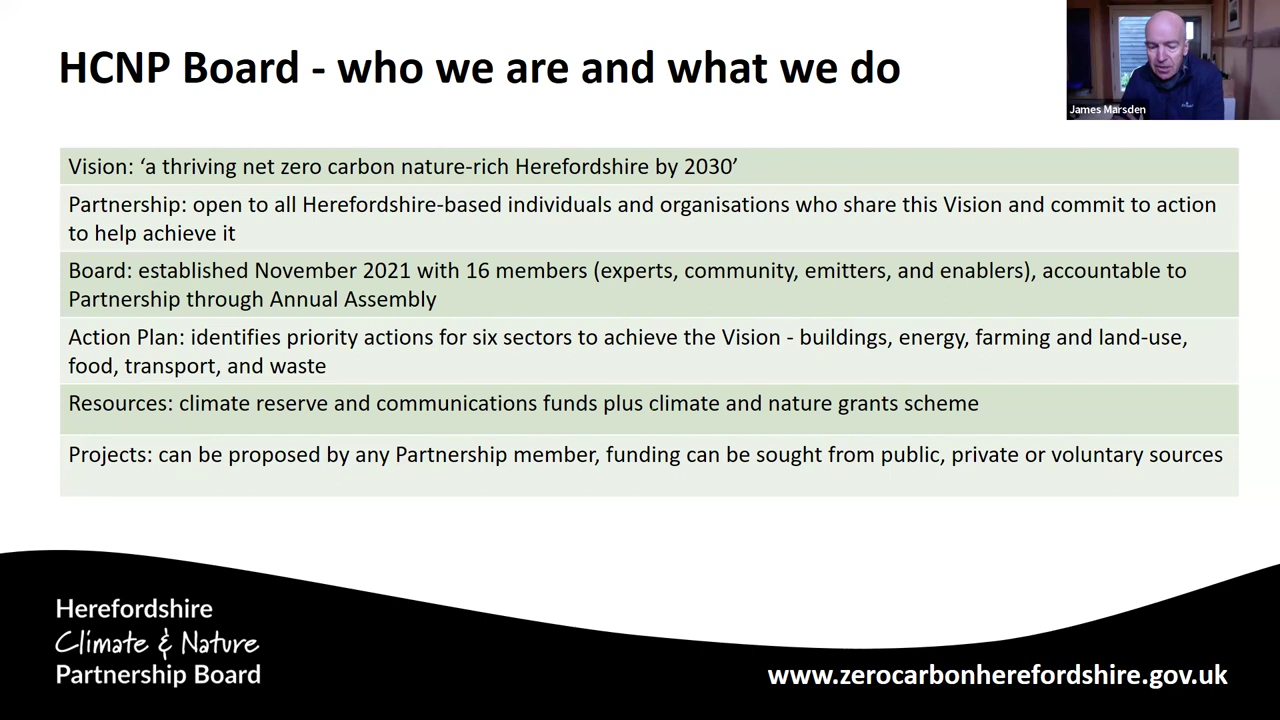 HCNP Board - who we are and what we do
James Marsden
Vision: ‘a thriving net zero carbon nature-rich Herefordshire by 2030’
Partnership: open to all Herefordshire-based individuals and organisations who share this Vision and commit to action
to help achieve it
Board: established November 2021 with 16 members (experts, community, emitters, and enablers), accountable to
Partnership through Annual Assembly
Action Plan: identifies priority actions for six sectors to achieve the Vision - buildings, energy, farming and land-use,
food, transport, and waste
Resources: climate reserve and communications funds plus climate and nature grants scheme
Projects: can be proposed by any Partnership member, funding can be sought from public, private or voluntary sources
Herefordshire
Climate & Nature
Partnership Board
www.zerocarbonherefordshire.gov.uk